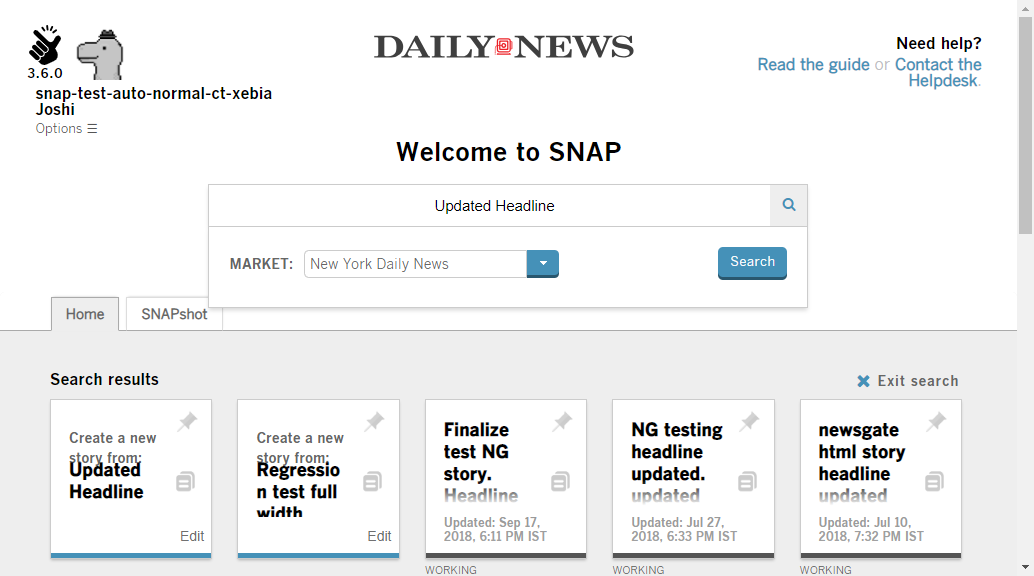 DAILY NEWS
3.6.0
snap-test-auto-normal-ct-xebia
Joshi
Options ☰
Need help?
Read the guide or Contact the
Helpdesk.
Welcome to SNAP
Updated Headline
MARKET:
New York Daily News
Search
Home
SNAPshot
Search results
Exit search
Create a new
story from:
Updated
Headline
Edit
Create a new
story from:
Regressio
n test full
width
Edit
Finalize
test NG
story.
Headline
Updated: Sep 17,
2018, 6:11 PM IST
WORKING
NG testing
headline
updated.
updated
Updated: Jul 27,
2018, 6:33 PM IST
WORKING
newsgate
html story
headline
updated
Updated: Jul 10,
2018, 7:32 PM IST
WORKING